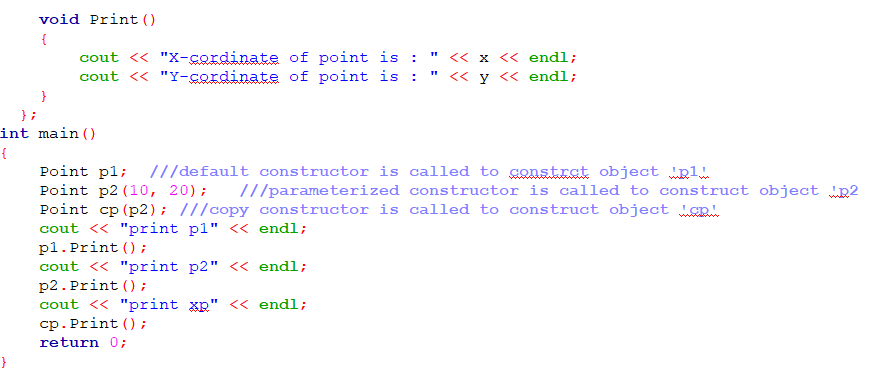 void Print()
{
cout << "X-cordinate of point is : " << x << endl;
cout << "Y-cordinate of point is : " << y << endl;
}
};
int main()
{
Point p1; ///default constructor is called to constrct object 'p1'
Point p2(10, 20); ///parameterized constructor is called to construct object 'p2
Point cp(p2); ///copy constructor is called to construct object 'cp'
cout << "print p1" << endl;
p1.Print();
cout << "print p2" << endl;
p2.Print();
cout << "print xp" << endl;
cp.Print();
return 0;
}